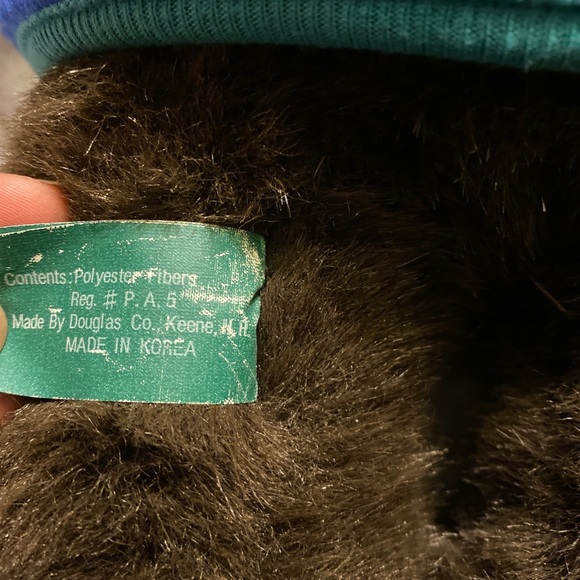 Contents: Polyester Fibers
Reg. # P.A.5
Made By Douglas Co., Keene, N.H.
MADE IN KOREA